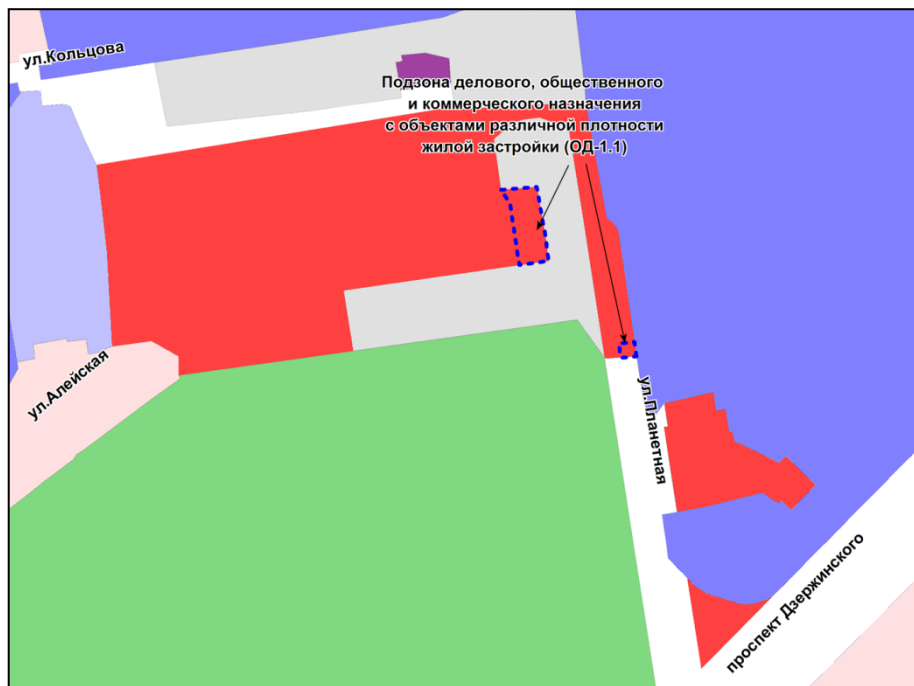 ул.Кольцова
Подзона делового, общественного
и коммерческого назначения
с объектами различной плотности
жилой застройки (ОД-1.1)
ул.Алейская
ул.Планетная
проспект Дзержинского